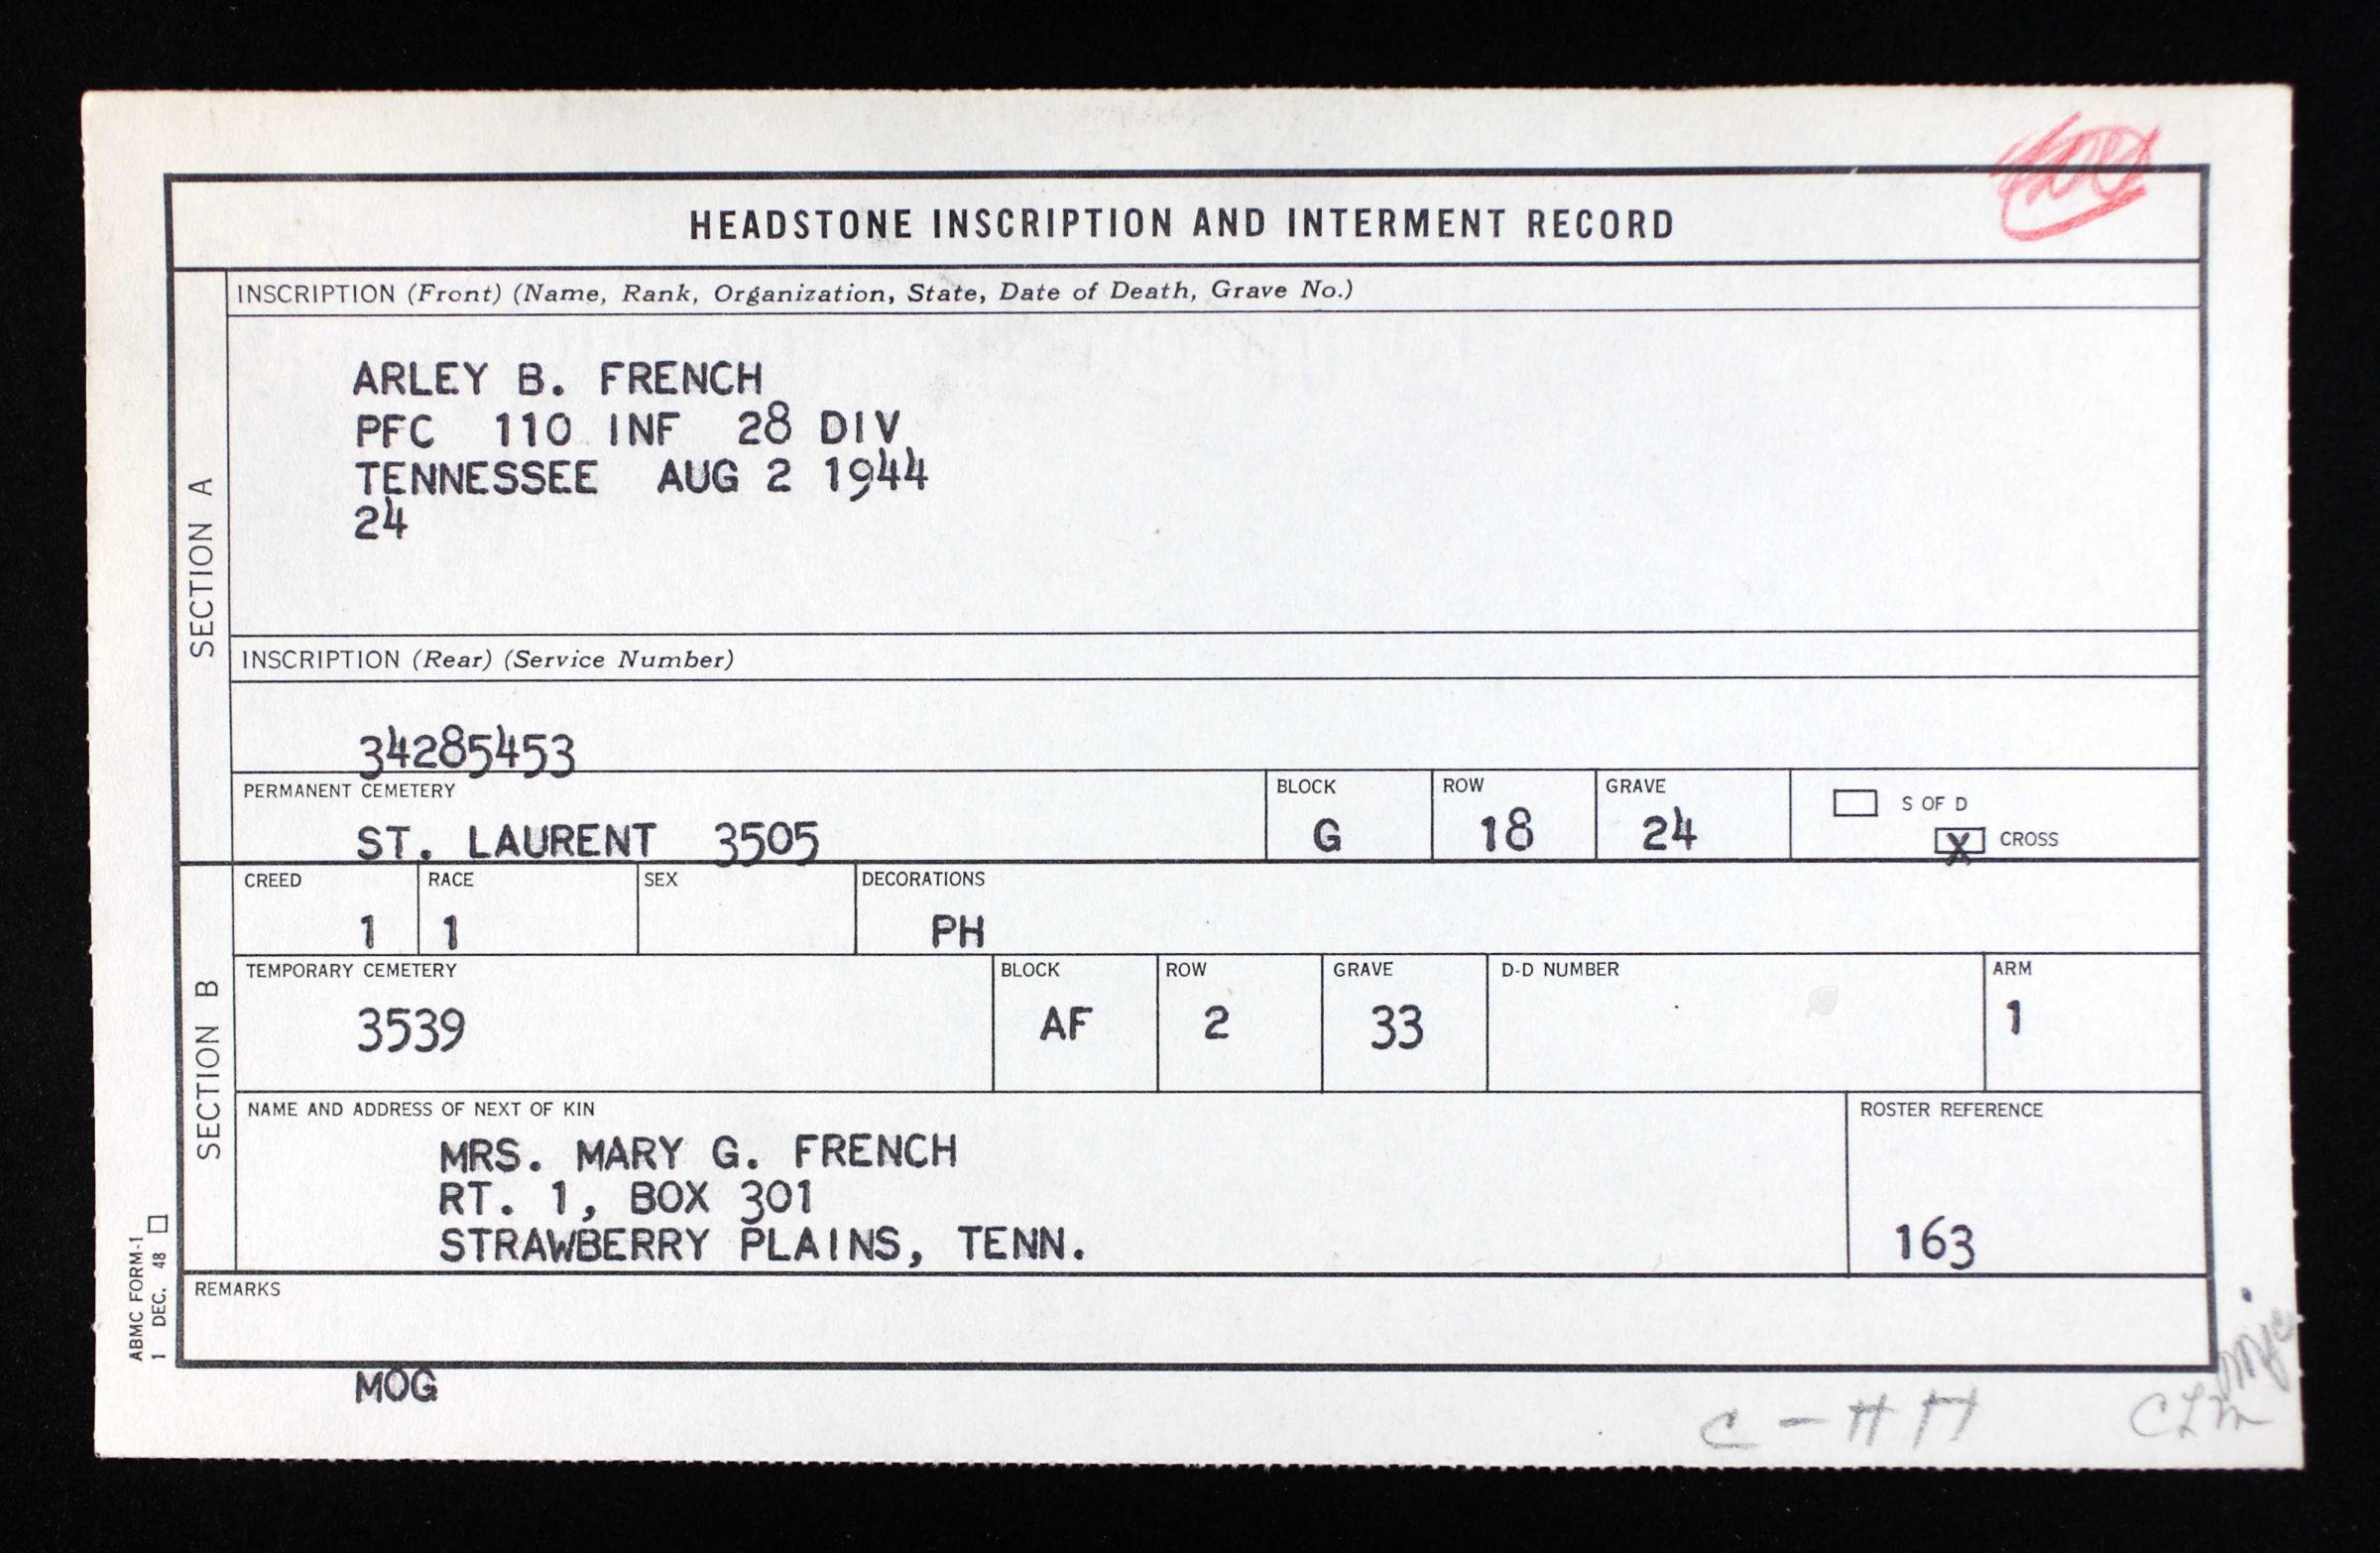 HEADSTONE INSCRIPTION AND INTERMENT RECORD
SECTION A
INSCRIPTION (Front) (Name, Rank, Organization, State, Date of Death, Grave No.)
ARLEY B. FRENCH
PFC 110 INF 28 DIV
TENNESSEE AUG 2 1944
24
INSCRIPTION (Rear) (Service Number)
34285453
PERMANENT CEMETERY
ST. LAURENT 3505
BLOCK
G
ROW
18
GRAVE
24
S OF D
X CROSS
SECTION B
CREED
1
RACE
1
SEX
DECORATIONS
PH
TEMPORARY CEMETERY
3539
BLOCK
AF
ROW
2
GRAVE
33
D-D NUMBER
ARM
1
NAME AND ADDRESS OF NEXT OF KIN
MRS. MARY G. FRENCH
RT. 1, BOX 301
STRAWBERRY PLAINS, TENN.
ROSTER REFERENCE
163
REMARKS
ABMC FORM-1
1 DEC. 48
MOG
C-HH